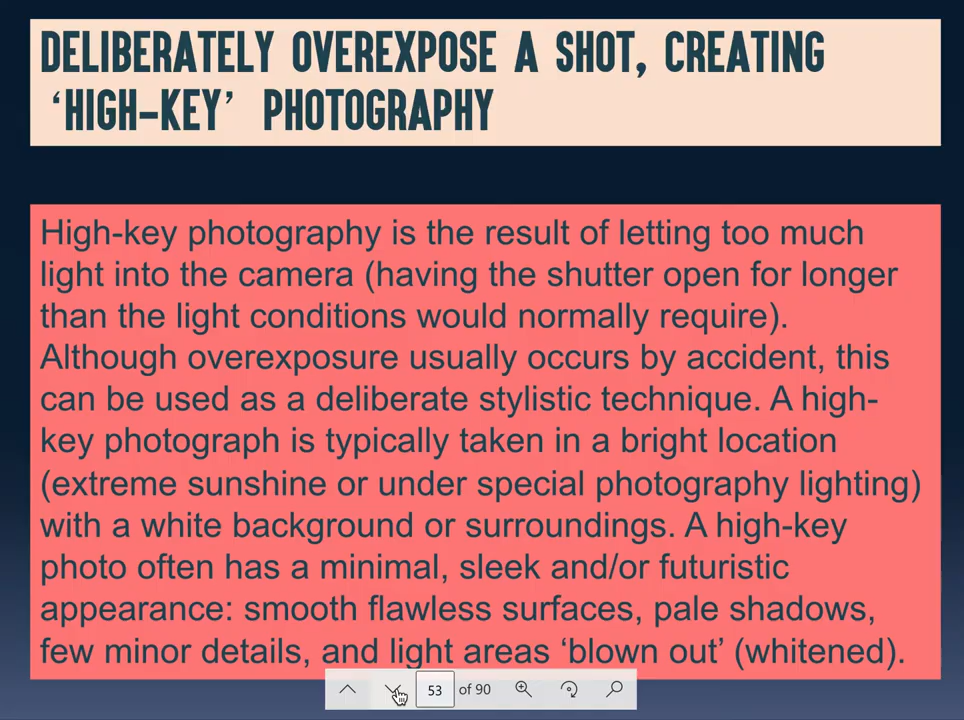 DELIBERATELY OVEREXPOSE A SHOT, CREATING
‘HIGH-KEY’ PHOTOGRAPHY
High-key photography is the result of letting too much
light into the camera (having the shutter open for longer
than the light conditions would normally require).
Although overexposure usually occurs by accident, this
can be used as a deliberate stylistic technique. A high-
key photograph is typically taken in a bright location
(extreme sunshine or under special photography lighting)
with a white background or surroundings. A high-key
photo often has a minimal, sleek and/or futuristic
appearance: smooth flawless surfaces, pale shadows,
few minor details, and light areas ‘blown out’ (whitened).
53 of 90